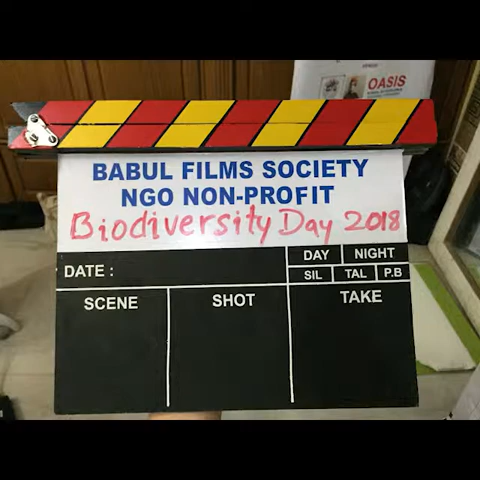 OASIS
BABUL FILMS SOCIETY
NGO NON-PROFIT
Biodiversity Day 2018
DATE :
DAY NIGHT
SIL TAL P.B
SCENE SHOT TAKE